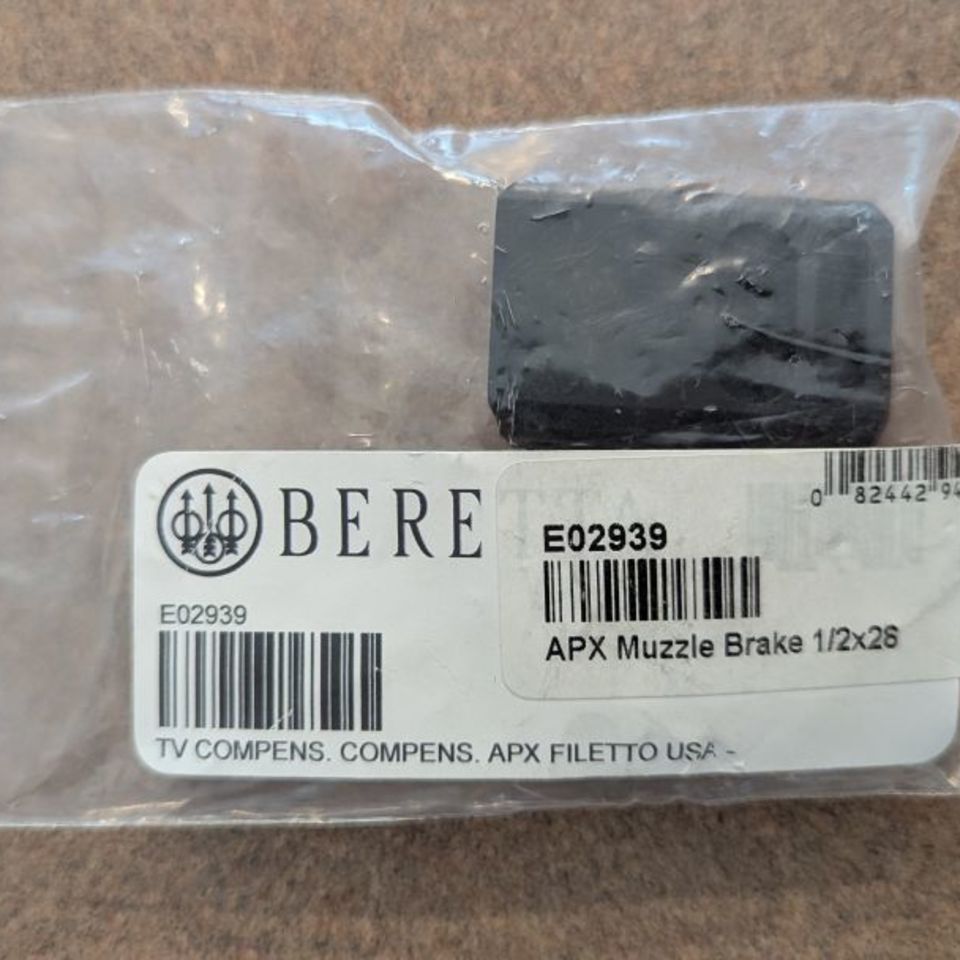 BERE
0 82442 94
E02939
APX Muzzle Brake 1/2x28
E02939
TV COMPENS. COMPENS. APX FILETTO USA -